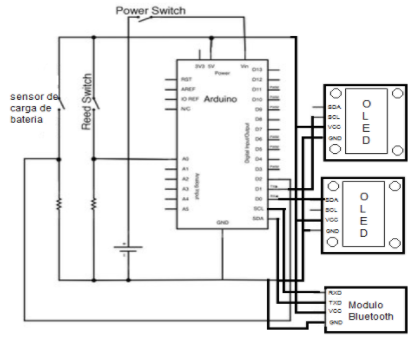 Power Switch
sensor de
carga de
bateria
Reed Switch
3V3 5V Vin
Power
RST
AREF
IO REF
N/C
Arduino
A0
A1
A2
A3
A4
A5
Analog Input
D13
D12
D11
D10
D9
D8
D7
D6
D5
D4
D3
D2
D1
D0
SCL
SDA
Digital Input/Output
GND
SDA
SCL
VCC
GND
OLED
SDA
SCL
VCC
GND
OLED
RXD
TXD
VCC
GND
Modulo
Bluetooth